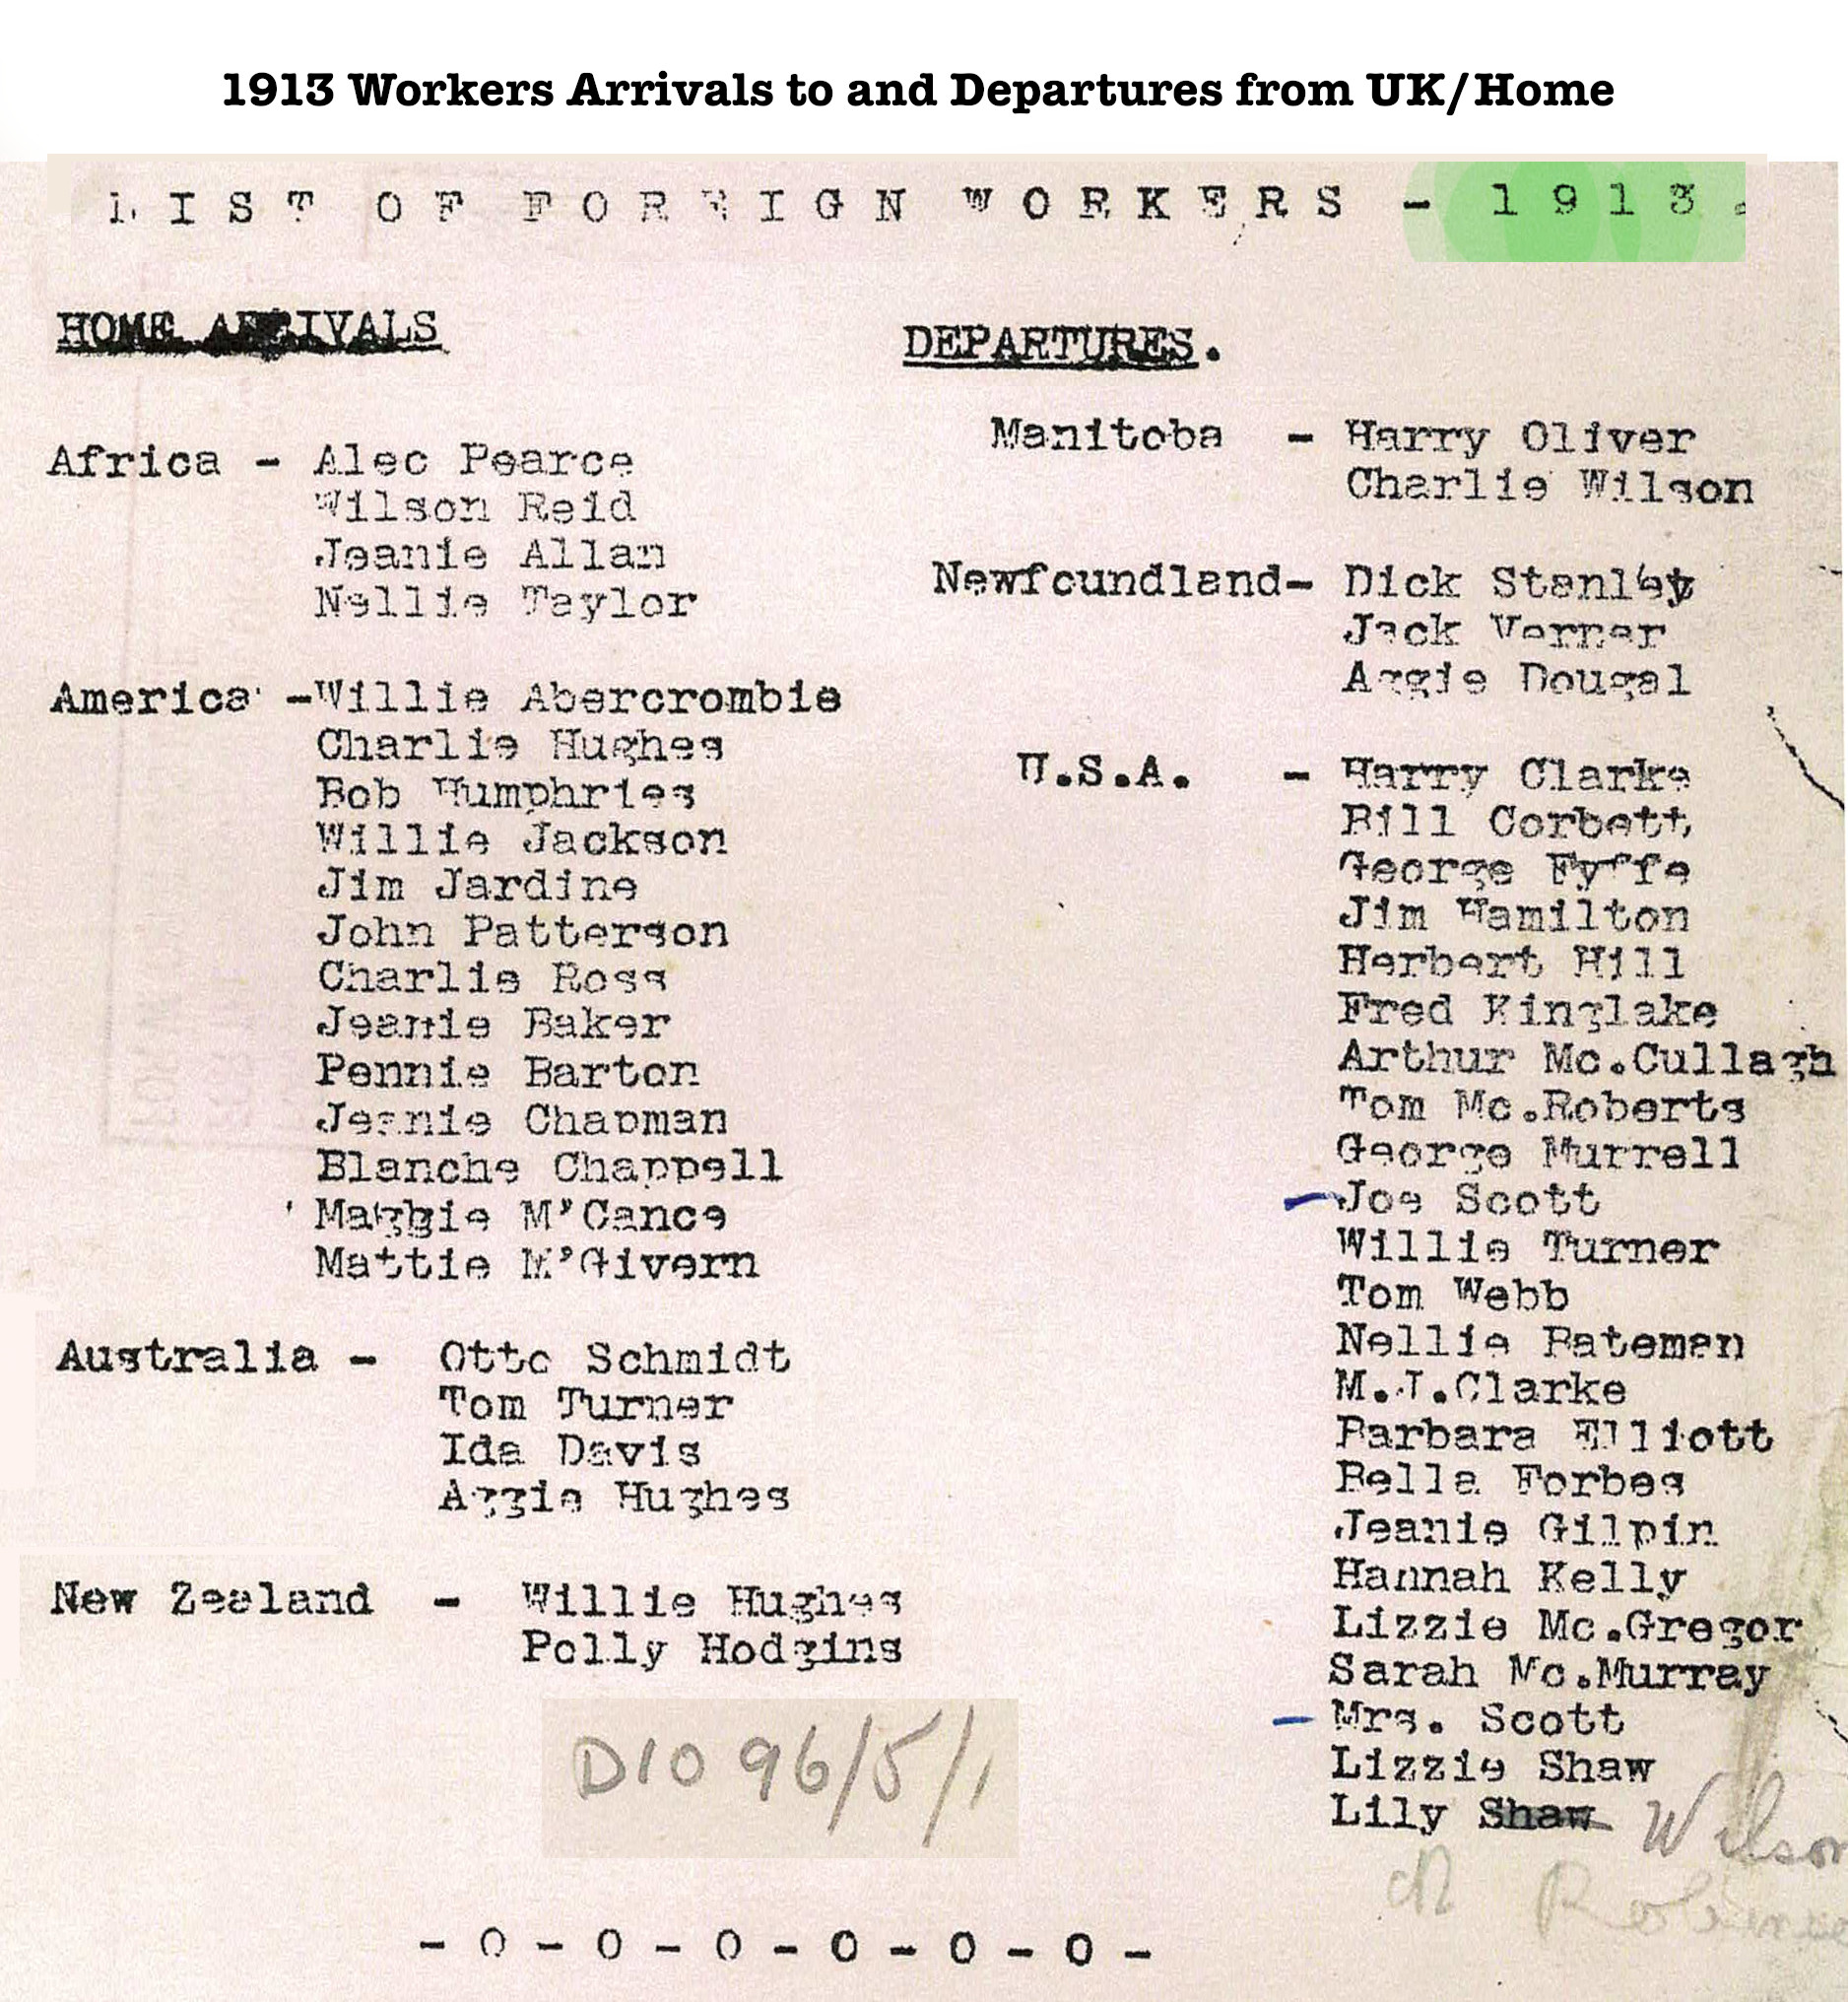 1913 Workers Arrivals to and Departures from UK/Home
LIST OF FOREIGN WORKERS - 1913.
HOME ARRIVALS
Africa - Alec Pearce
Wilson Reid
Jeanie Allan
Nellie Taylor
America -Willie Abercrombie
Charlie Hughes
Bob Humphries
Willie Jackson
Jim Jardine
John Patterson
Charlie Ross
Jeanie Baker
Pennie Barton
Jeanie Chapman
Blanche Chappell
Maggie M'Cance
Mattie M'Givern
Australia - Otto Schmidt
Tom Turner
Ida Davis
Aggie Hughes
New Zealand - Willie Hughes
Polly Hodgins
D1096/5/1
DEPARTURES.
Manitoba - Harry Oliver
Charlie Wilson
Newfoundland- Dick Stanley
Jack Verner
Aggie Dougal
U.S.A. - Harry Clarke
Bill Corbett
George Fyffe
Jim Hamilton
Herbert Hill
Fred Kinglake
Arthur Mc.Cullagh
Tom Mc.Roberts
George Murrell
Joe Scott
Willie Turner
Tom Webb
Nellie Bateman
M.J.Clarke
Barbara Elliott
Bella Forbes
Jeanie Gilpin
Hannah Kelly
Lizzie Mc.Gregor
Sarah Mc.Murray
Mrs. Scott
Lizzie Shaw
Lily Shaw Wilson
-0-0-0-0-0-0-